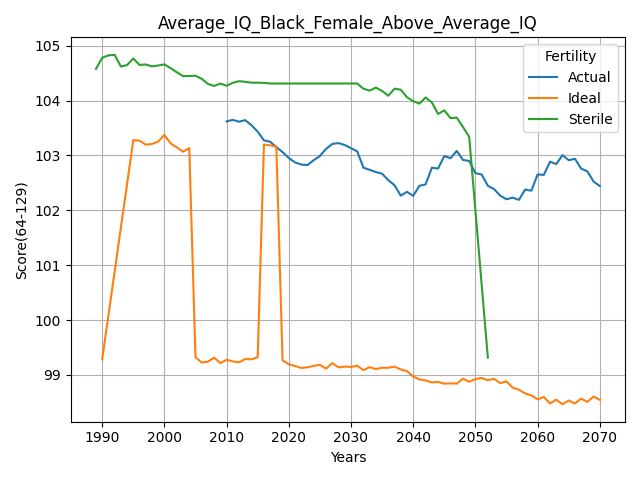 Average_IQ_Black_Female_Above_Average_IQ
Score(64-129)
105
104
103
102
101
100
99
Fertility
Actual
Ideal
Sterile
1990 2000 2010 2020 2030 2040 2050 2060 2070
Years